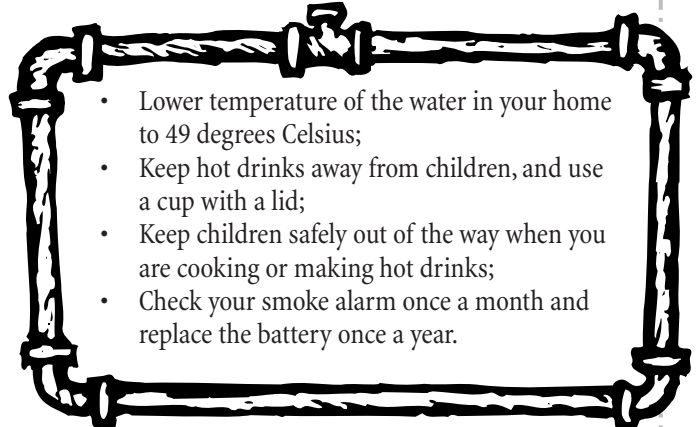 • Lower temperature of the water in your home
to 49 degrees Celsius;
• Keep hot drinks away from children, and use
a cup with a lid;
• Keep children safely out of the way when you
are cooking or making hot drinks;
• Check your smoke alarm once a month and
replace the battery once a year.